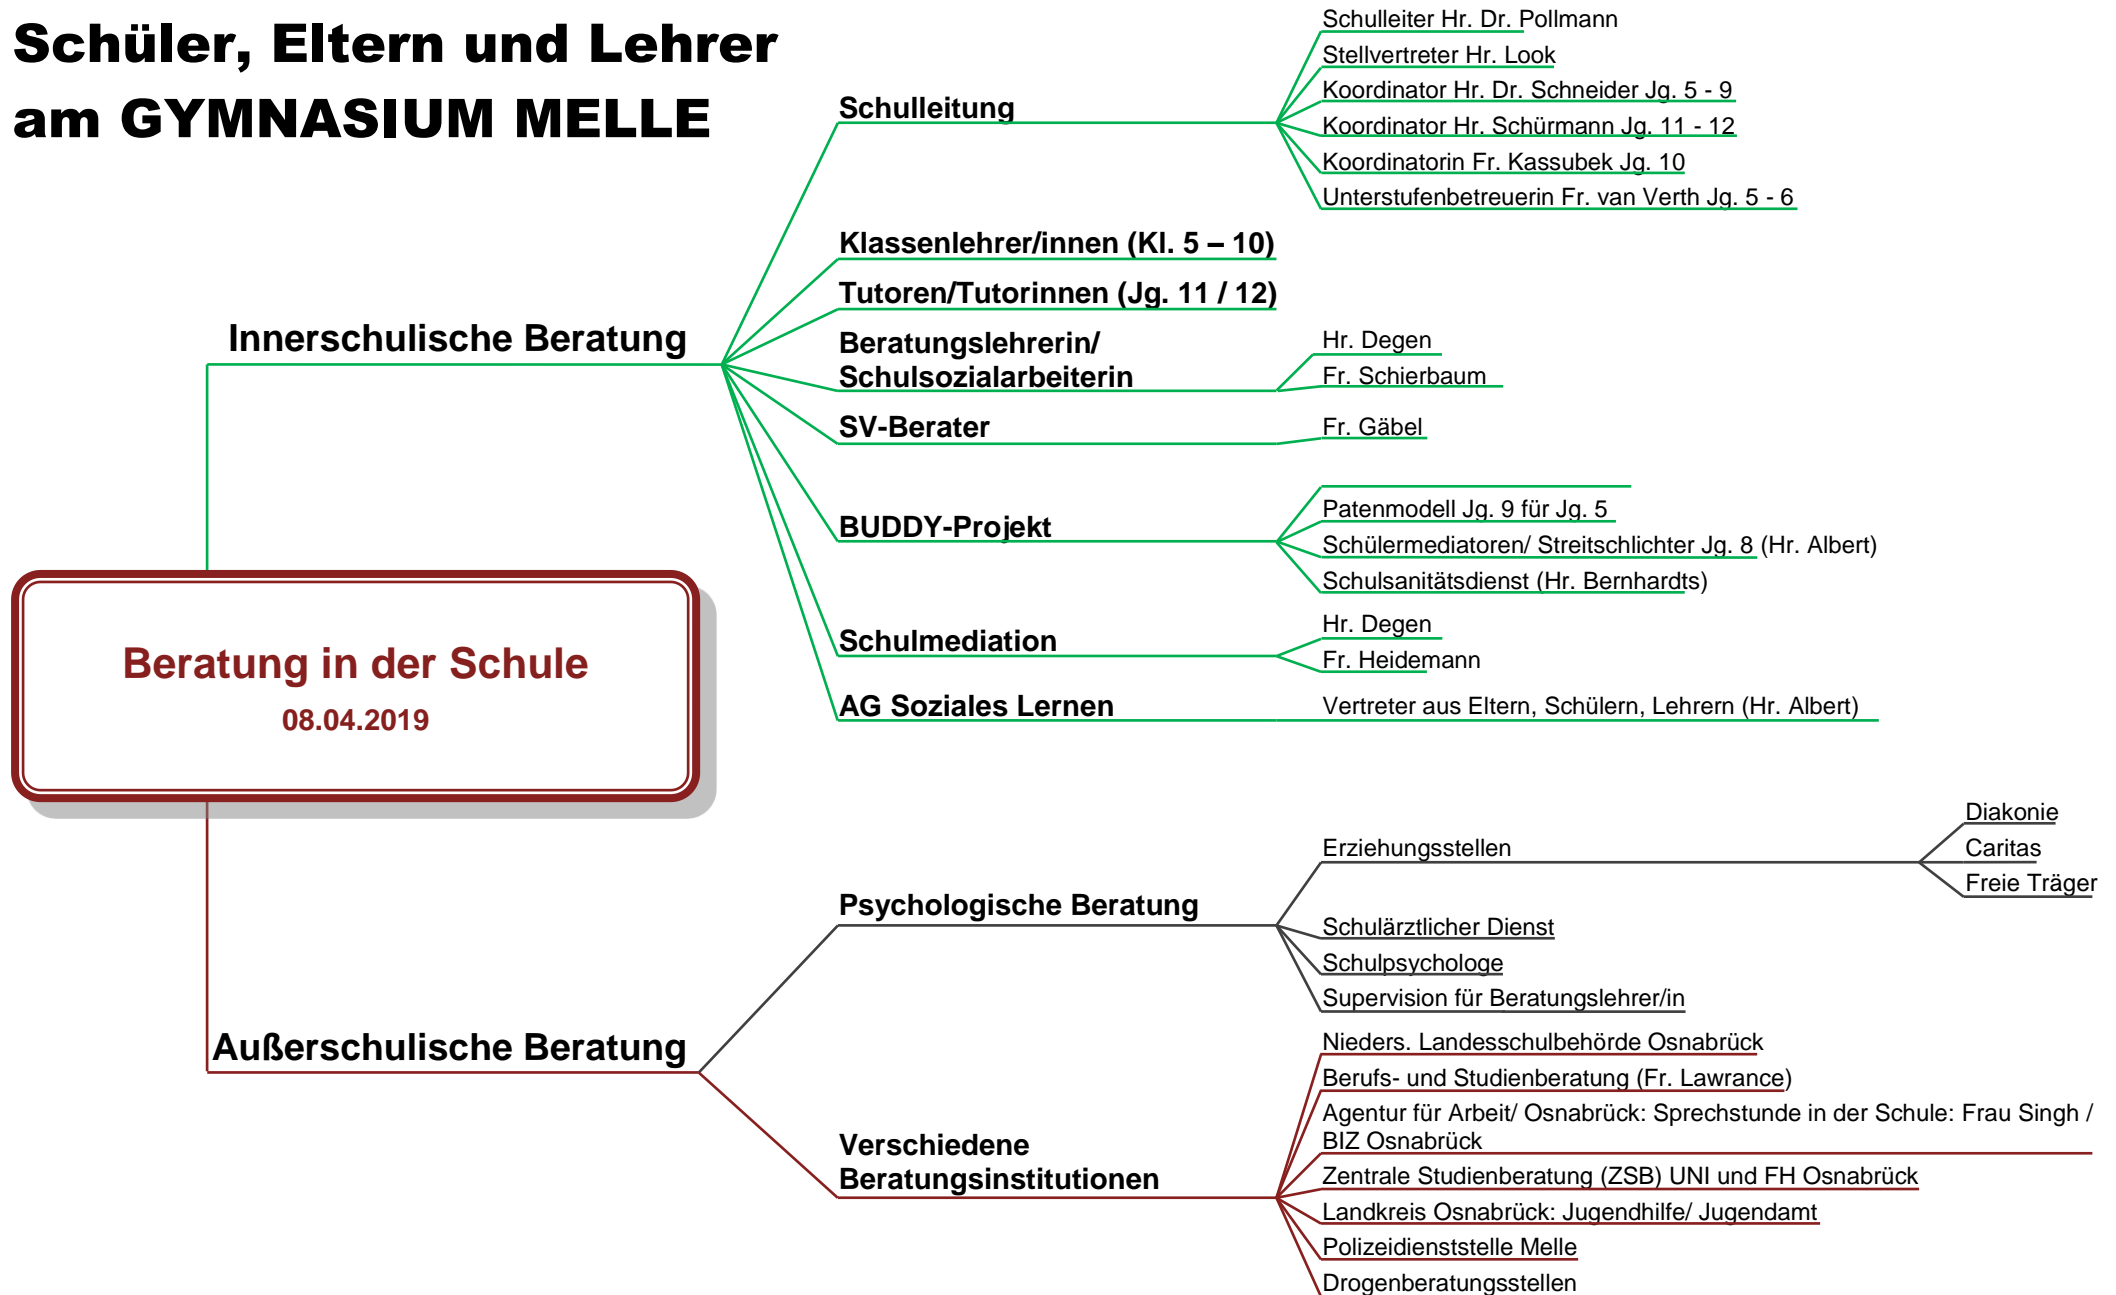 Schüler, Eltern und Lehrer
am GYMNASIUM MELLE
Beratung in der Schule
08.04.2019
Innerschulische Beratung
Schulleitung
Schulleiter Hr. Dr. Pollmann
Stellvertreter Hr. Look
Koordinator Hr. Dr. Schneider Jg. 5 - 9
Koordinator Hr. Schürmann Jg. 11 - 12
Koordinatorin Fr. Kassubek Jg. 10
Unterstufenbetreuerin Fr. van Verth Jg. 5 - 6
Klassenlehrer/innen (Kl. 5 – 10)
Tutoren/Tutorinnen (Jg. 11 / 12)
Beratungslehrerin/
Schulsozialarbeiterin
Hr. Degen
Fr. Schierbaum
SV-Berater
Fr. Gäbel
BUDDY-Projekt
Patenmodell Jg. 9 für Jg. 5
Schülermediatoren/ Streitschlichter Jg. 8 (Hr. Albert)
Schulsanitätsdienst (Hr. Bernhardts)
Schulmediation
Hr. Degen
Fr. Heidemann
AG Soziales Lernen
Vertreter aus Eltern, Schülern, Lehrern (Hr. Albert)
Außerschulische Beratung
Psychologische Beratung
Erziehungsstellen
Diakonie
Caritas
Freie Träger
Schulärztlicher Dienst
Schulpsychologe
Supervision für Beratungslehrer/in
Verschiedene
Beratungsinstitutionen
Nieders. Landesschulbehörde Osnabrück
Berufs- und Studienberatung (Fr. Lawrance)
Agentur für Arbeit/ Osnabrück: Sprechstunde in der Schule: Frau Singh /
BIZ Osnabrück
Zentrale Studienberatung (ZSB) UNI und FH Osnabrück
Landkreis Osnabrück: Jugendhilfe/ Jugendamt
Polizeidienststelle Melle
Drogenberatungsstellen